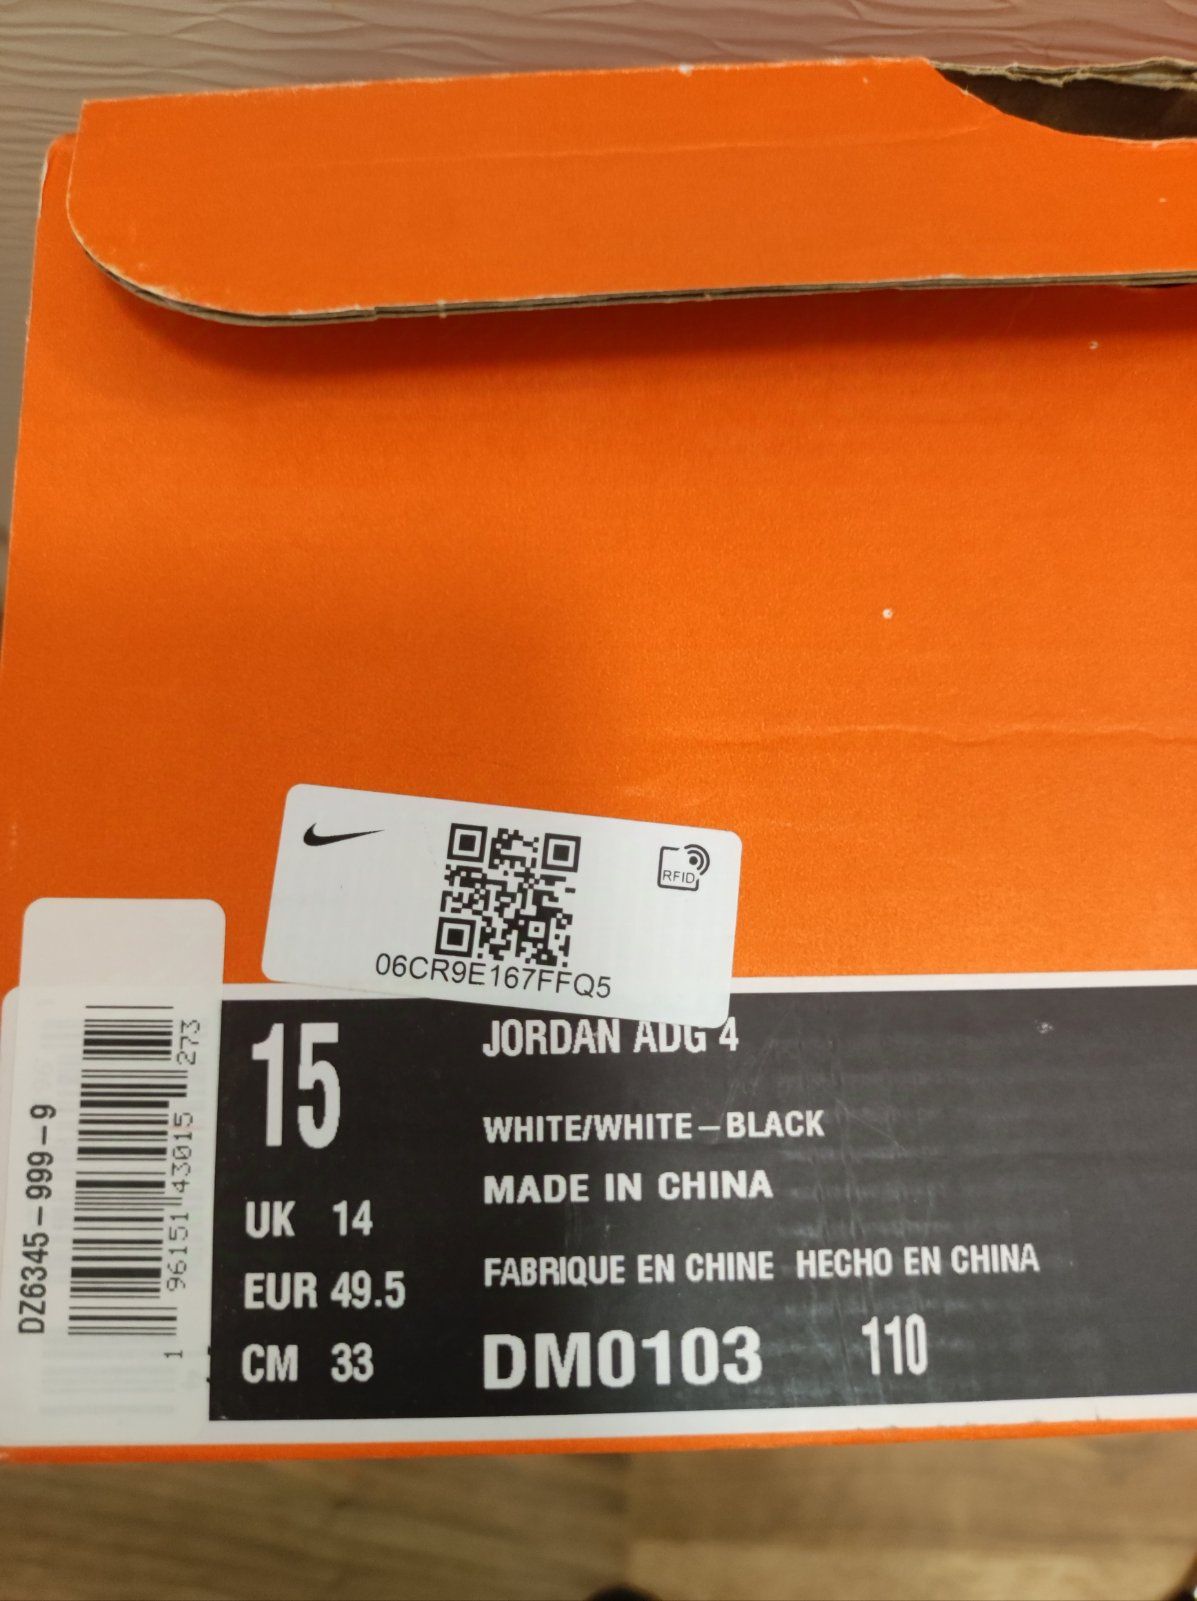 RFID
06CR9E167FFQ5
15
JORDAN ADG 4
WHITE/WHITE–BLACK
MADE IN CHINA
UK 14
EUR 49.5
FABRIQUE EN CHINE HECHO EN CHINA
CM 33
DM0103 110
DZ6345–999–9
1 96151 43015 273